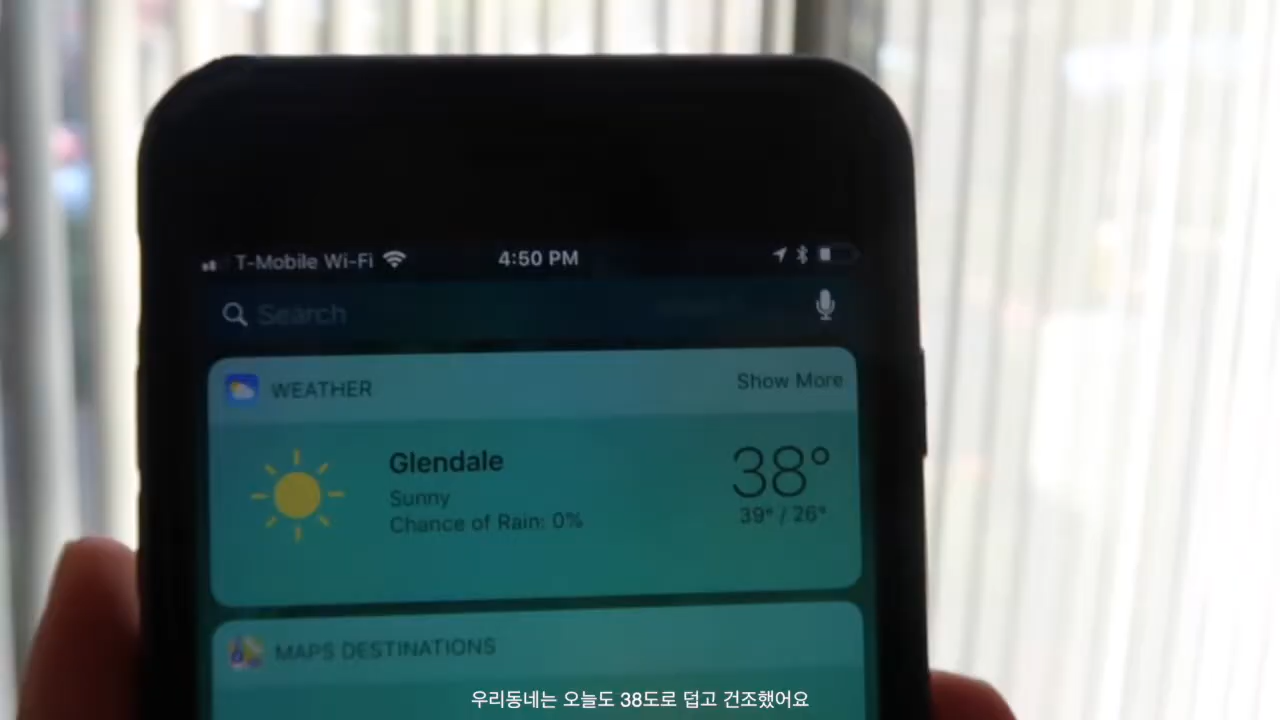 T-Mobile Wi-Fi
4:50 PM
Search
WEATHER
Show More
Glendale
38°
Sunny
39° / 26°
Chance of Rain: 0%
MAPS DESTINATIONS
우리동네는 오늘도 38도로 덥고 건조했어요